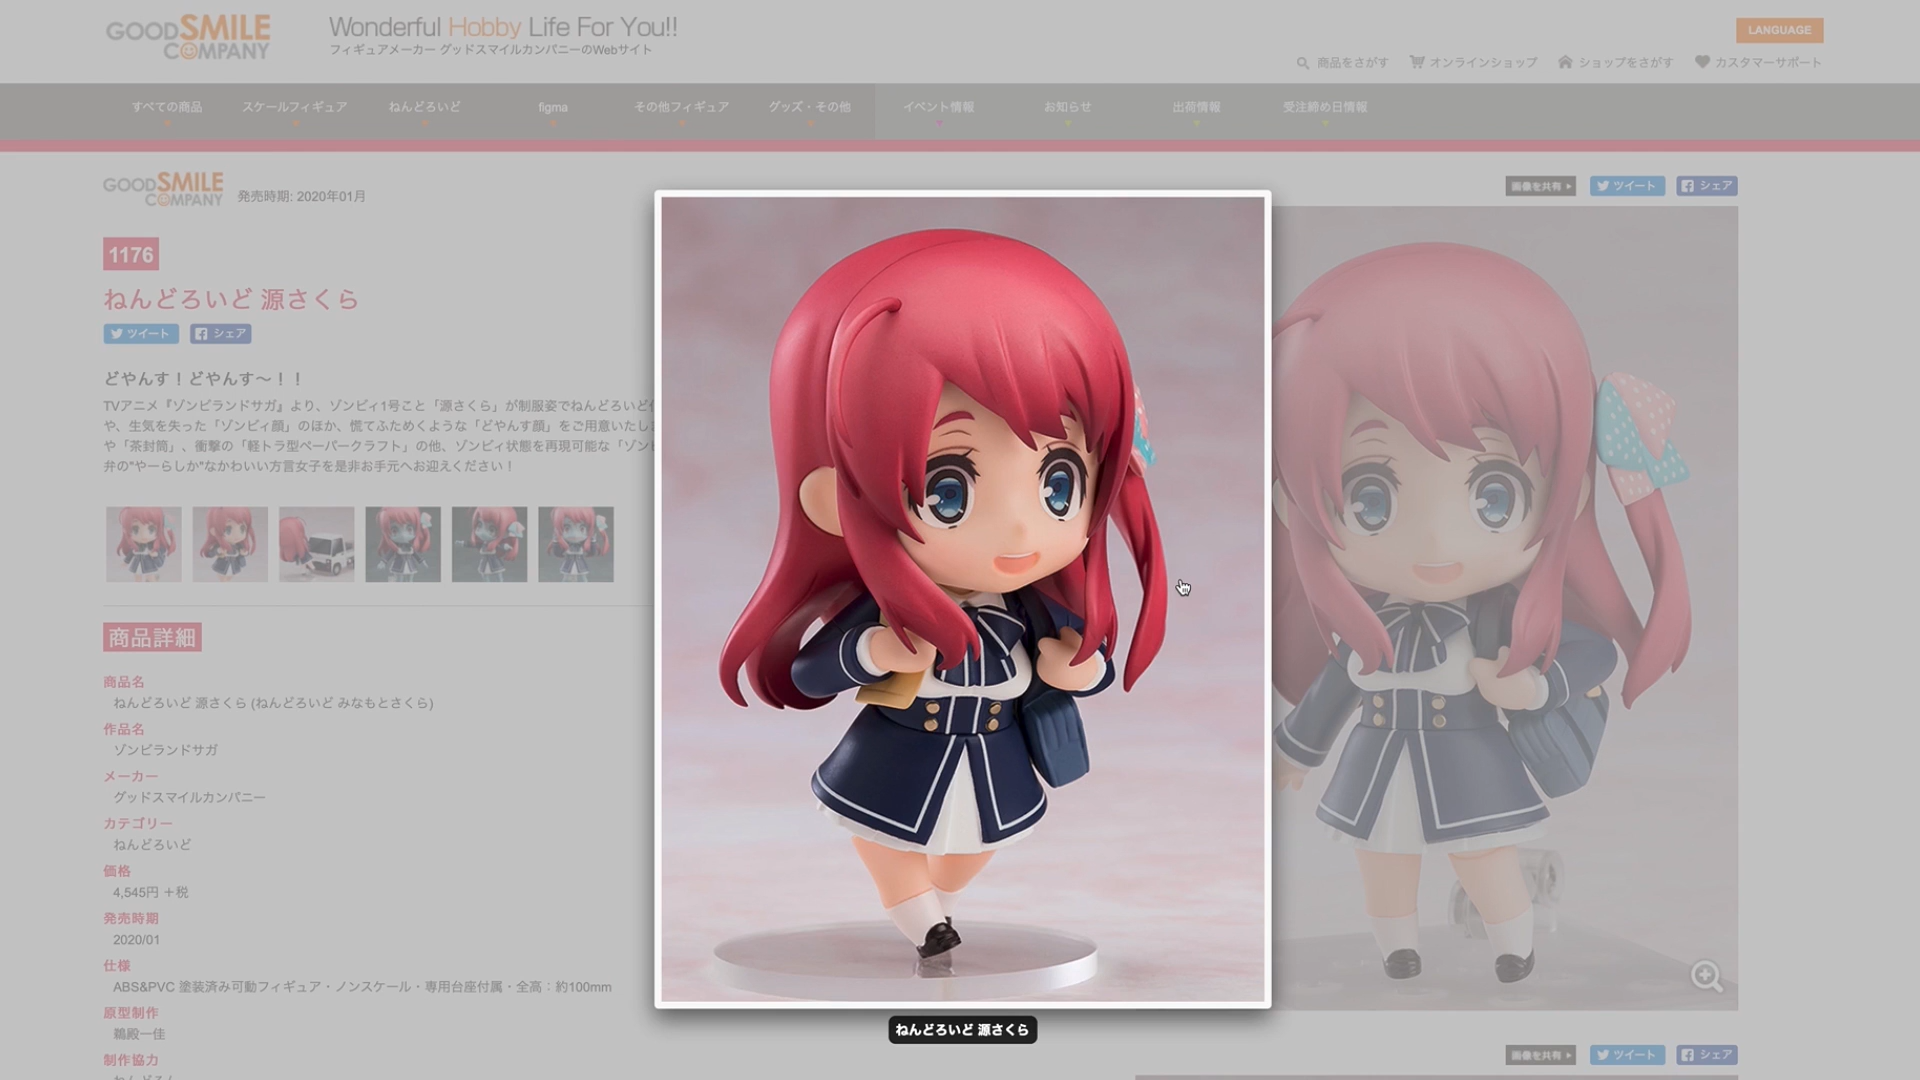 GOODSMILE COMPANY
Wonderful Hobby Life For You!!
フィギュアメーカー グッドスマイルカンパニーのWebサイト
LANGUAGE
商品をさがす オンラインショップ ショップをさがす カスタマーサポート
すべての商品 スケールフィギュア ねんどろいど figma その他フィギュア グッズ・その他 イベント情報 お知らせ 出荷情報 受注締め日情報
GOODSMILE COMPANY 発売時期: 2020年01月
画像を共有 ツイート シェア
1176
ねんどろいど 源さくら
ツイート シェア
どやんす！どやんす～！！
TVアニメ『ゾンビランドサガ』より、ゾンビィ1号こと「源さくら」が制服姿でねんどろいど
や、生気を失った「ゾンビィ顔」のほか、慌てふためくような「どやんす顔」をご用意いたし
や「茶封筒」、衝撃の「軽トラ型ペーパークラフト」の他、ゾンビィ状態を再現可能な「ゾン
弁の"やーらしか"なかわいい方言女子を是非お手元へお迎えください！
商品詳細
商品名
ねんどろいど 源さくら (ねんどろいど みなもとさくら)
作品名
ゾンビランドサガ
メーカー
グッドスマイルカンパニー
カテゴリー
ねんどろいど
価格
4,545円 +税
発売時期
2020/01
仕様
ABS&PVC 塗装済み可動フィギュア・ノンスケール・専用台座付属・全高：約100mm
原型制作
鵜殿一佳
制作協力
ねんどろいど 源さくら
画像を共有 ツイート シェア